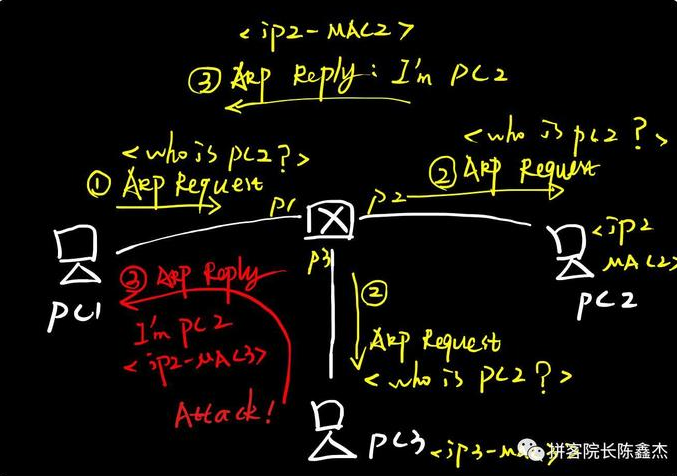 <ip2-MAC2>
③ ARP Reply: I'm PC2
<who is PC2?>
① ARP Request
<who is PC2?>
② ARP Request
P1
P2
P3
<ip2
MAC2>
PC1
PC2
③ ARP Reply
I'm PC2
<ip2-MAC3>
Attack!
②
ARP Request
<who is PC2?>
PC3
<ip3-
拼客院长陈鑫杰